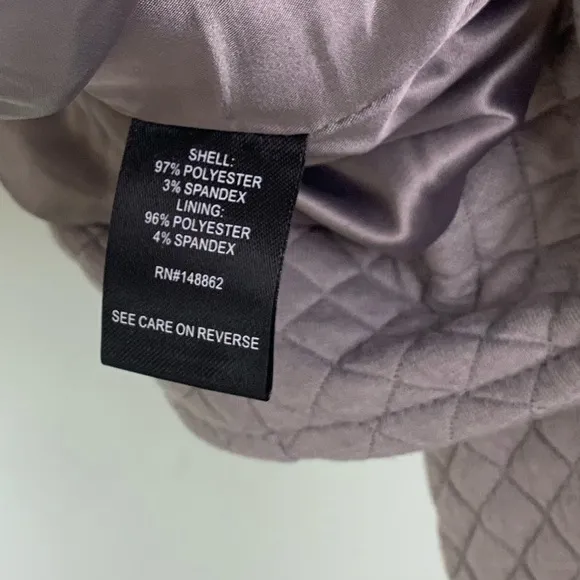 SHELL:
97% POLYESTER
3% SPANDEX
LINING:
96% POLYESTER
4% SPANDEX
RN#148862
SEE CARE ON REVERSE